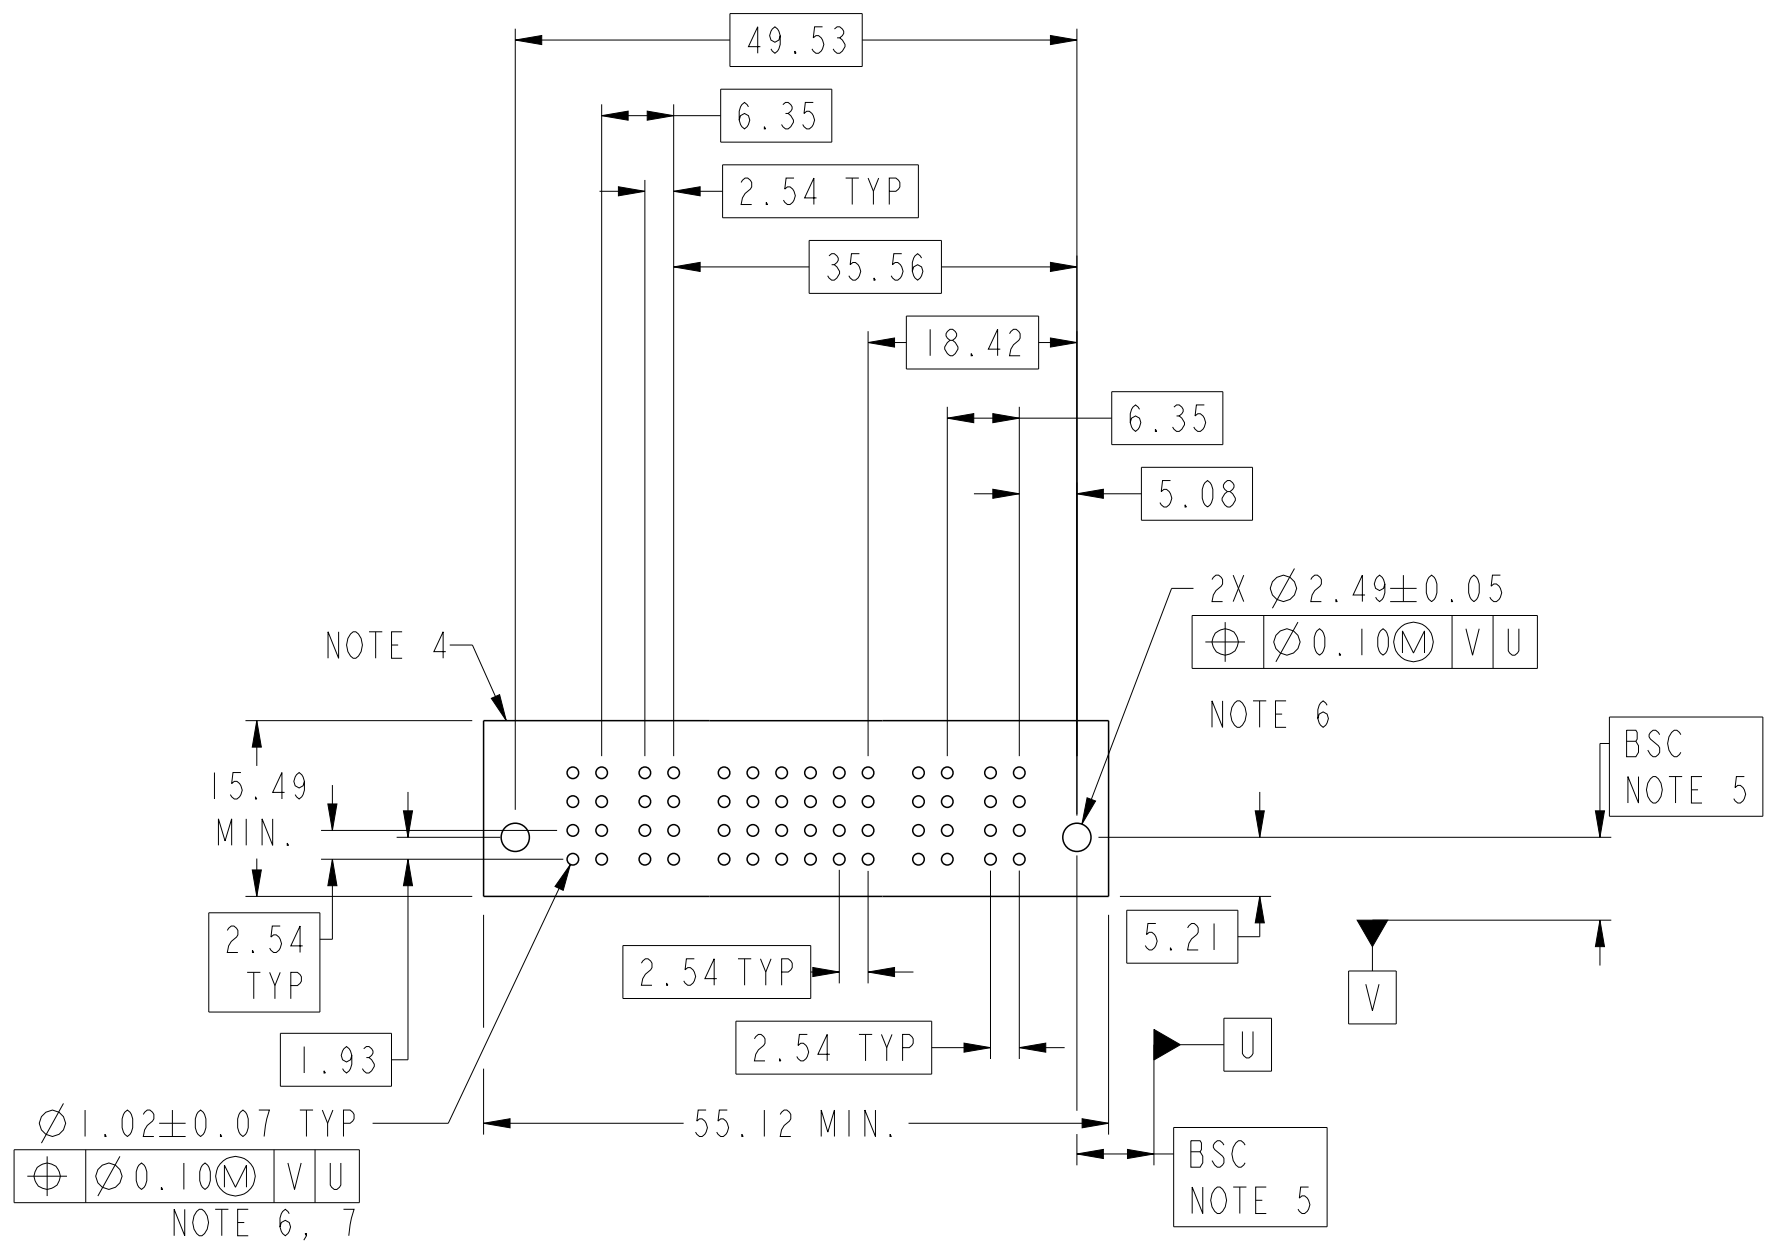 49.53
6.35
2.54 TYP
35.56
18.42
6.35
5.08
2X ⌀2.49±0.05
⌖ ⌀0.10Ⓜ V U
NOTE 6
NOTE 4
BSC
NOTE 5
15.49
MIN.
2.54
TYP
5.21
2.54 TYP
V
1.93
2.54 TYP
U
⌀1.02±0.07 TYP
⌖ ⌀0.10Ⓜ V U
NOTE 6, 7
55.12 MIN.
BSC
NOTE 5